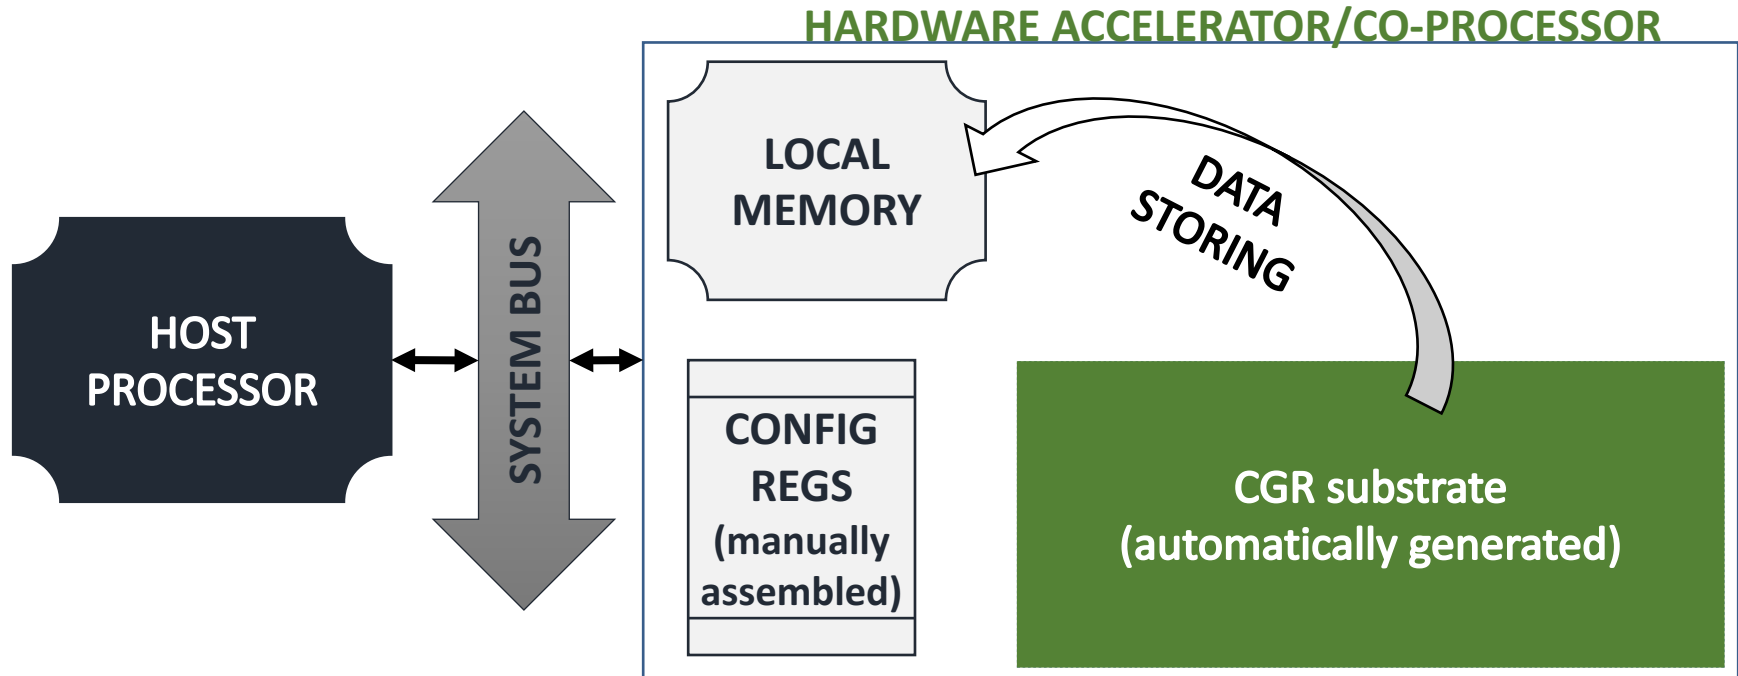 HARDWARE ACCELERATOR/CO-PROCESSOR
HOST
PROCESSOR
SYSTEM BUS
LOCAL
MEMORY
DATA
STORING
CONFIG
REGS
(manually
assembled)
CGR substrate
(automatically generated)